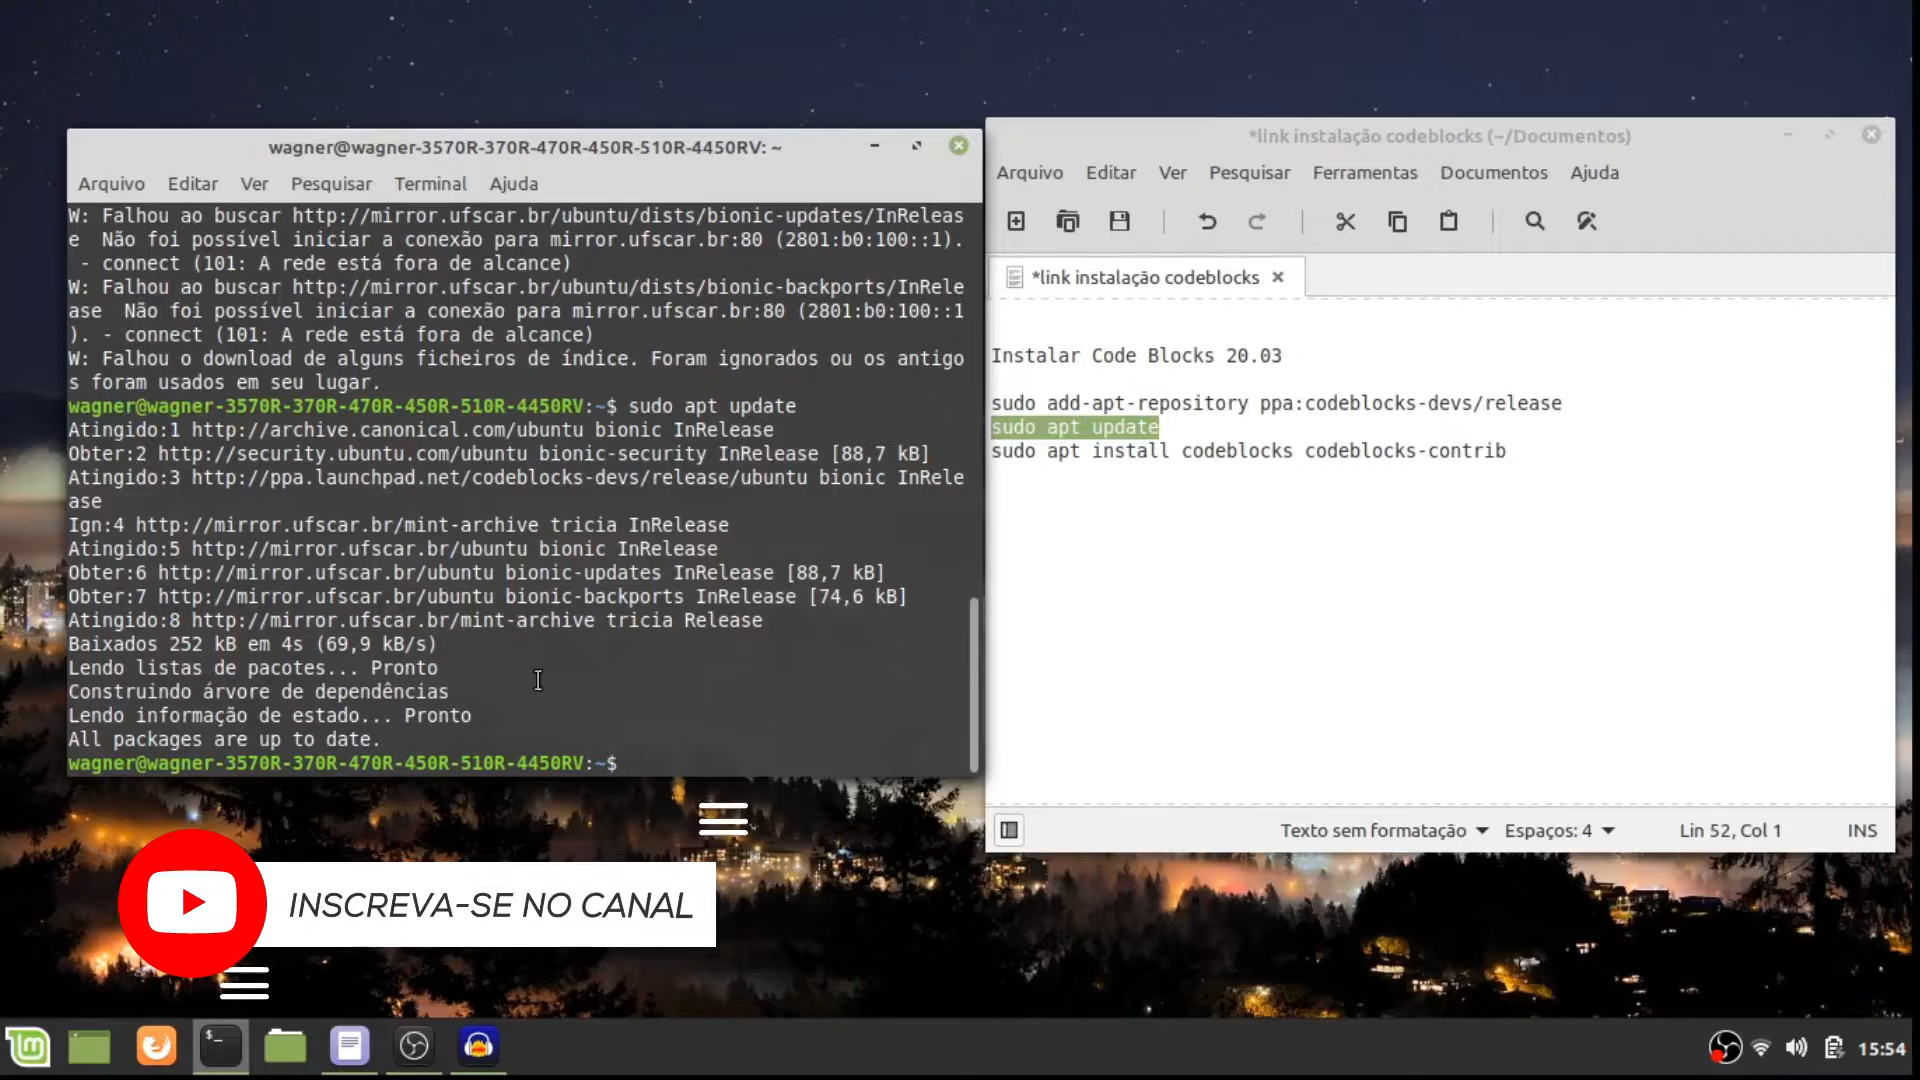 wagner@wagner-3570R-370R-470R-450R-510R-4450RV: ~
Arquivo Editar Ver Pesquisar Terminal Ajuda
W: Falhou ao buscar http://mirror.ufscar.br/ubuntu/dists/bionic-updates/InReleas
e  Não foi possível iniciar a conexão para mirror.ufscar.br:80 (2801:b0:100::1).
 - connect (101: A rede está fora de alcance)
W: Falhou ao buscar http://mirror.ufscar.br/ubuntu/dists/bionic-backports/InRele
ase  Não foi possível iniciar a conexão para mirror.ufscar.br:80 (2801:b0:100::1
). - connect (101: A rede está fora de alcance)
W: Falhou o download de alguns ficheiros de índice. Foram ignorados ou os antigo
s foram usados em seu lugar.
wagner@wagner-3570R-370R-470R-450R-510R-4450RV:~$ sudo apt update
Atingido:1 http://archive.canonical.com/ubuntu bionic InRelease
Obter:2 http://security.ubuntu.com/ubuntu bionic-security InRelease [88,7 kB]
Atingido:3 http://ppa.launchpad.net/codeblocks-devs/release/ubuntu bionic InRele
ase
Ign:4 http://mirror.ufscar.br/mint-archive tricia InRelease
Atingido:5 http://mirror.ufscar.br/ubuntu bionic InRelease
Obter:6 http://mirror.ufscar.br/ubuntu bionic-updates InRelease [88,7 kB]
Obter:7 http://mirror.ufscar.br/ubuntu bionic-backports InRelease [74,6 kB]
Atingido:8 http://mirror.ufscar.br/mint-archive tricia Release
Baixados 252 kB em 4s (69,9 kB/s)
Lendo listas de pacotes... Pronto
Construindo árvore de dependências
Lendo informação de estado... Pronto
All packages are up to date.
wagner@wagner-3570R-370R-470R-450R-510R-4450RV:~$
*link instalação codeblocks (~/Documentos)
Arquivo Editar Ver Pesquisar Ferramentas Documentos Ajuda
*link instalação codeblocks
Instalar Code Blocks 20.03
sudo add-apt-repository ppa:codeblocks-devs/release
sudo apt update
sudo apt install codeblocks codeblocks-contrib
Texto sem formatação Espaços: 4 Lin 52, Col 1 INS
INSCREVA-SE NO CANAL
15:54